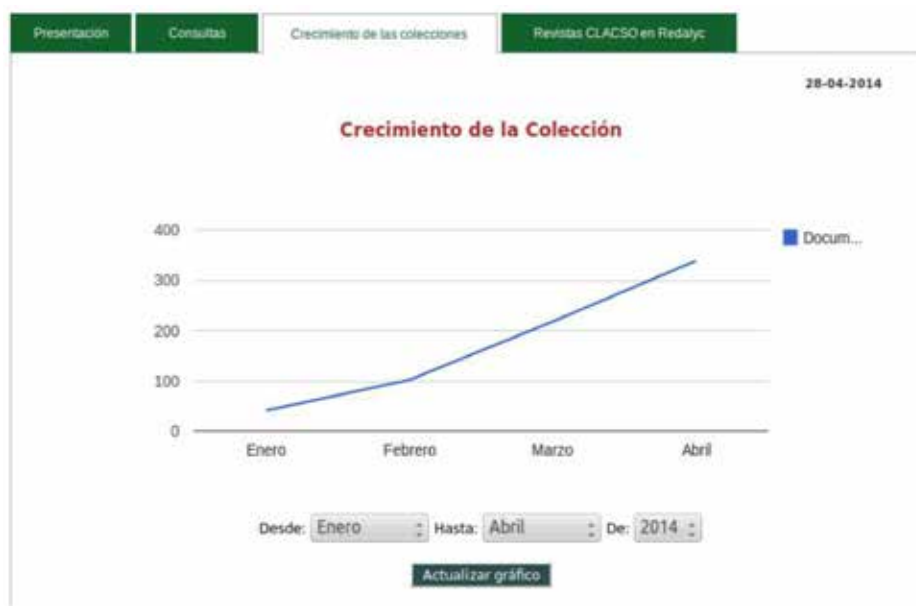 Presentación Consultas Crecimiento de las colecciones Revistas CLACSO en Redalyc
28-04-2014
Crecimiento de la Colección
400
Docum...
300
200
100
0
Enero Febrero Marzo Abril
Desde: Enero Hasta: Abril De: 2014
Actualizar gráfico